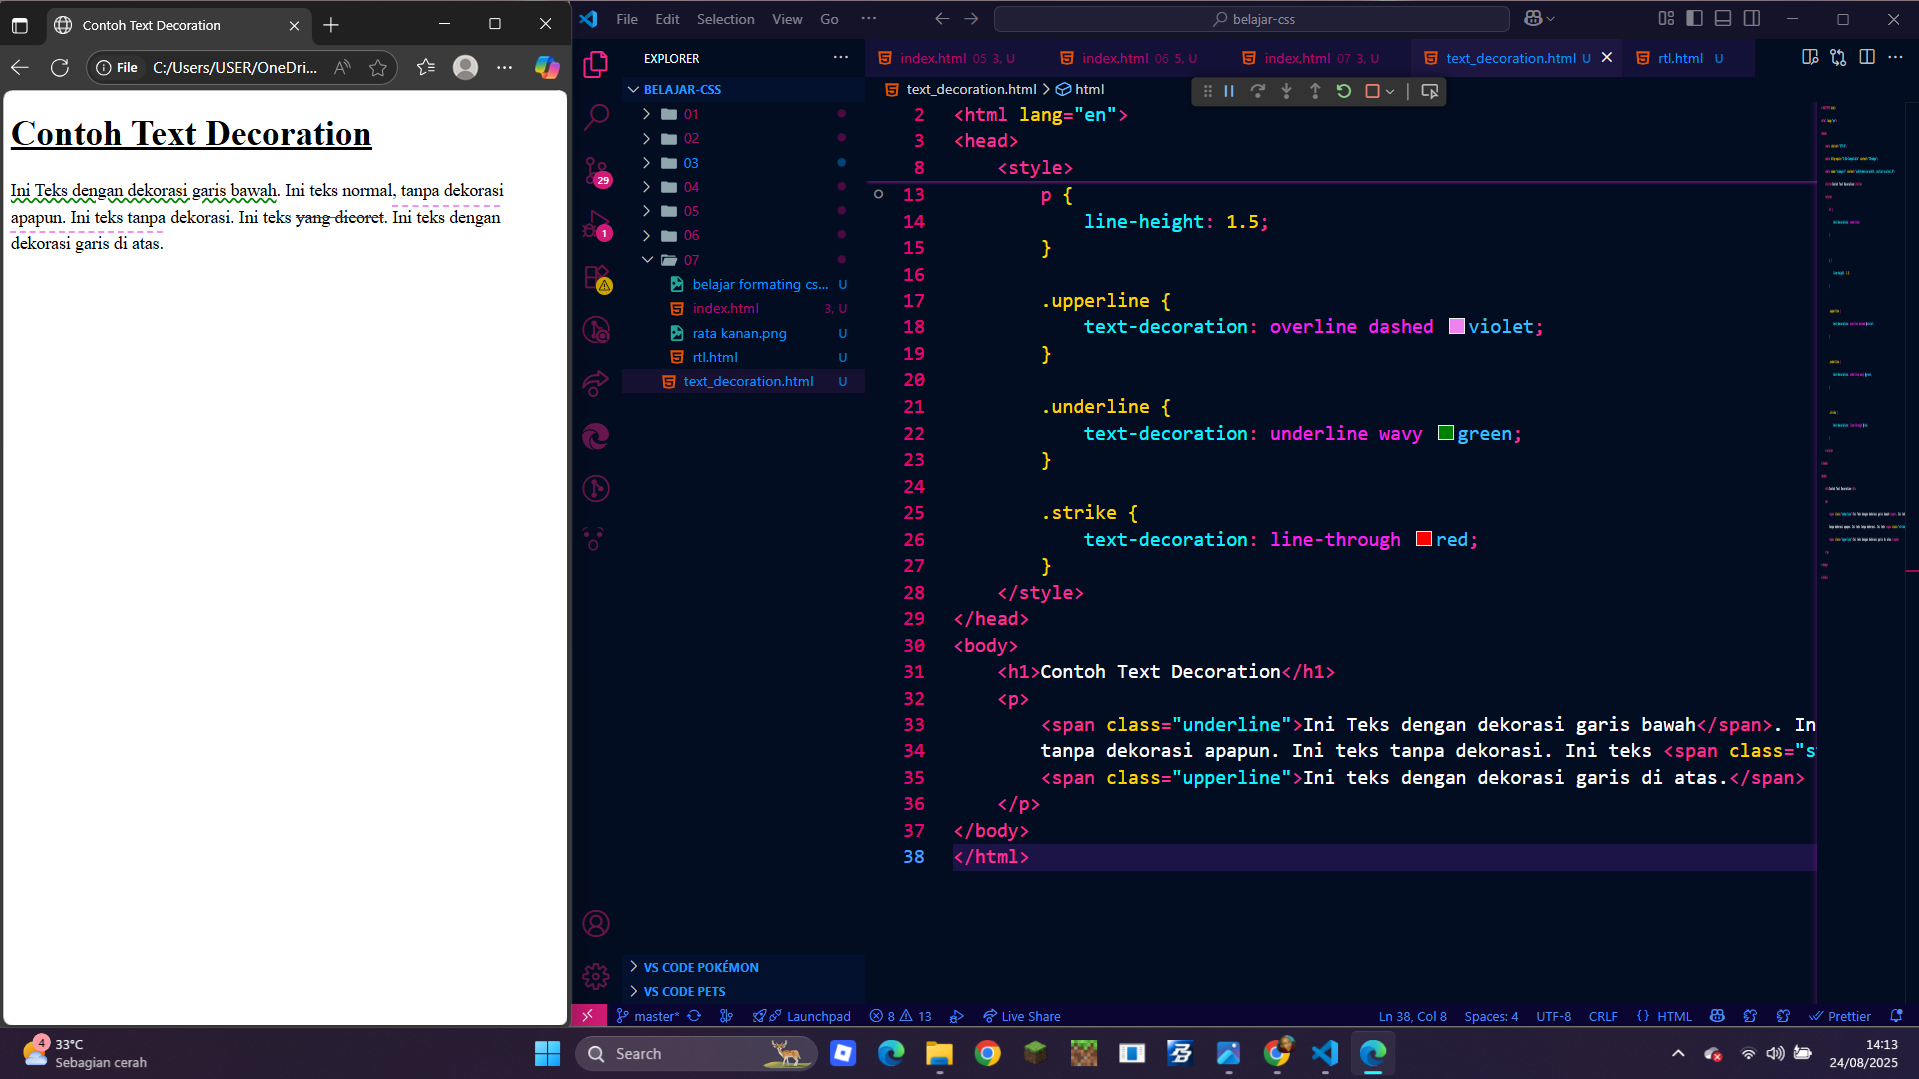 Contoh Text Decoration
File
C:/Users/USER/OneDri...
Contoh Text Decoration
Ini Teks dengan dekorasi garis bawah. Ini teks normal, tanpa dekorasi
apapun. Ini teks tanpa dekorasi. Ini teks yang dicoret. Ini teks dengan
dekorasi garis di atas.
File Edit Selection View Go ···
belajar-css
EXPLORER
BELAJAR-CSS
01
02
03
04
05
06
07
belajar formating cs... U
index.html 3, U
rata kanan.png U
rtl.html U
text_decoration.html U
29
1
VS CODE POKÉMON
VS CODE PETS
index.html 05 3, U
index.html 06 5, U
index.html 07 3, U
text_decoration.html U
rtl.html U
text_decoration.html > html
2 <html lang="en">
3 <head>
8 <style>
13 p {
14 line-height: 1.5;
15 }
16
17 .upperline {
18 text-decoration: overline dashed violet;
19 }
20
21 .underline {
22 text-decoration: underline wavy green;
23 }
24
25 .strike {
26 text-decoration: line-through red;
27 }
28 </style>
29 </head>
30 <body>
31 <h1>Contoh Text Decoration</h1>
32 <p>
33 <span class="underline">Ini Teks dengan dekorasi garis bawah</span>. In
34 tanpa dekorasi apapun. Ini teks tanpa dekorasi. Ini teks <span class="s
35 <span class="upperline">Ini teks dengan dekorasi garis di atas.</span>
36 </p>
37 </body>
38 </html>
master* Launchpad 8 13 Live Share
Ln 38, Col 8 Spaces: 4 UTF-8 CRLF {} HTML Prettier
4
33°C
Sebagian cerah
Search
14:13
24/08/2025